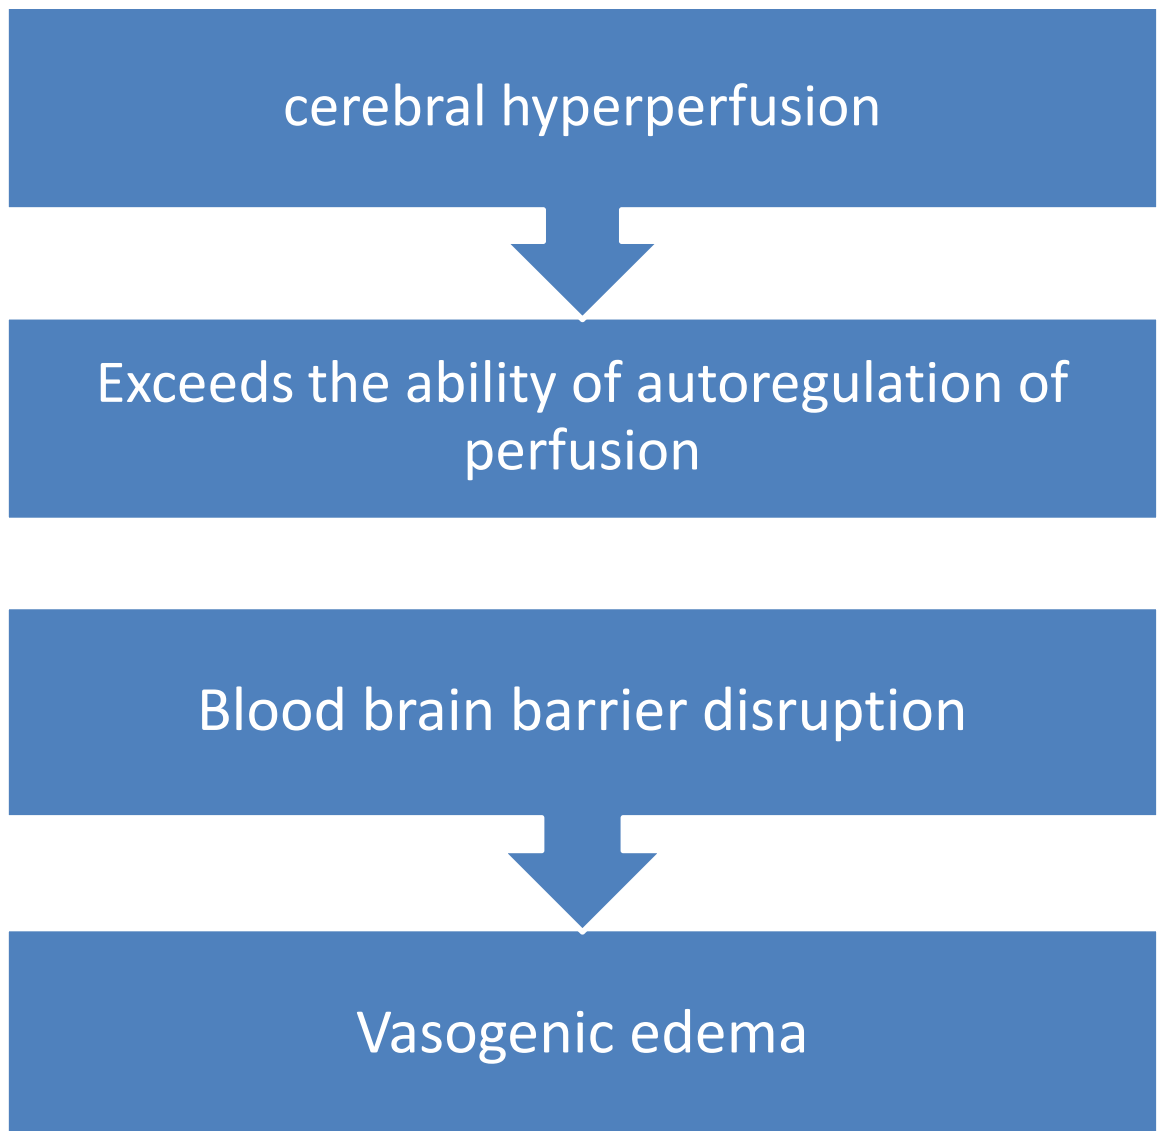 cerebral hyperperfusion
Exceeds the ability of autoregulation of
perfusion
Blood brain barrier disruption
Vasogenic edema